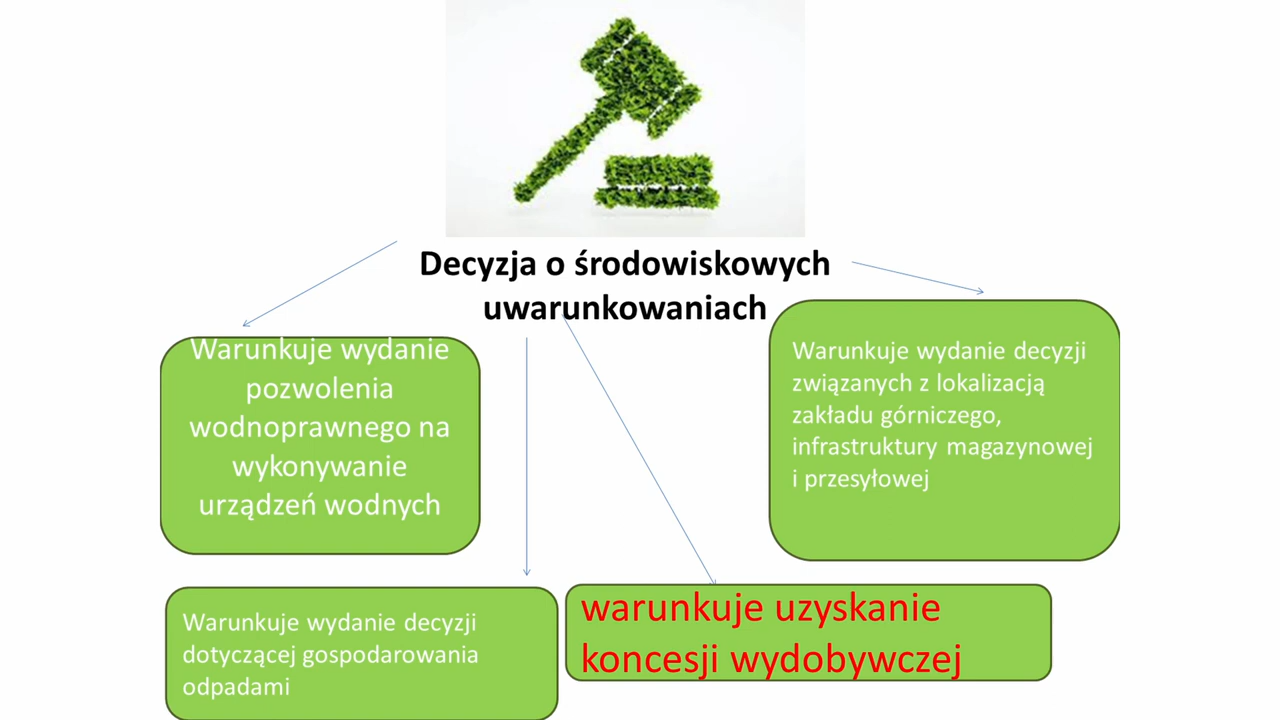 Decyzja o środowiskowych
uwarunkowaniach
Warunkuje wydanie
pozwolenia
wodnoprawnego na
wykonywanie
urządzeń wodnych
Warunkuje wydanie decyzji
związanych z lokalizacją
zakładu górniczego,
infrastruktury magazynowej
i przesyłowej
Warunkuje wydanie decyzji
dotyczącej gospodarowania
odpadami
warunkuje uzyskanie
koncesji wydobywczej